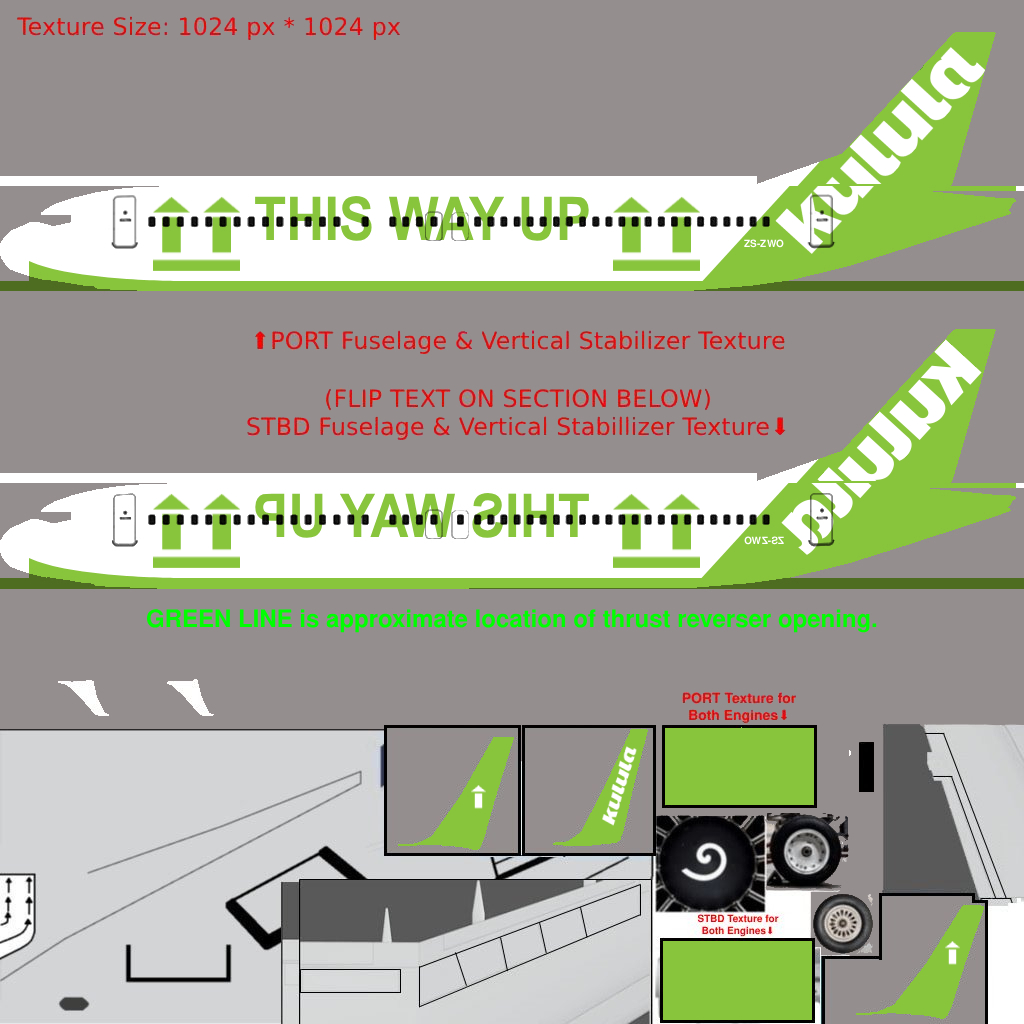 Texture Size: 1024 px * 1024 px
kulula
THIS WAY UP
ZS-ZWO
⬆PORT Fuselage & Vertical Stabilizer Texture
(FLIP TEXT ON SECTION BELOW)
STBD Fuselage & Vertical Stabillizer Texture⬇
kulula
THIS WAY UP
ZS-ZWO
GREEN LINE is approximate location of thrust reverser opening.
PORT Texture for
Both Engines⬇
kulula
STBD Texture for
Both Engines⬇